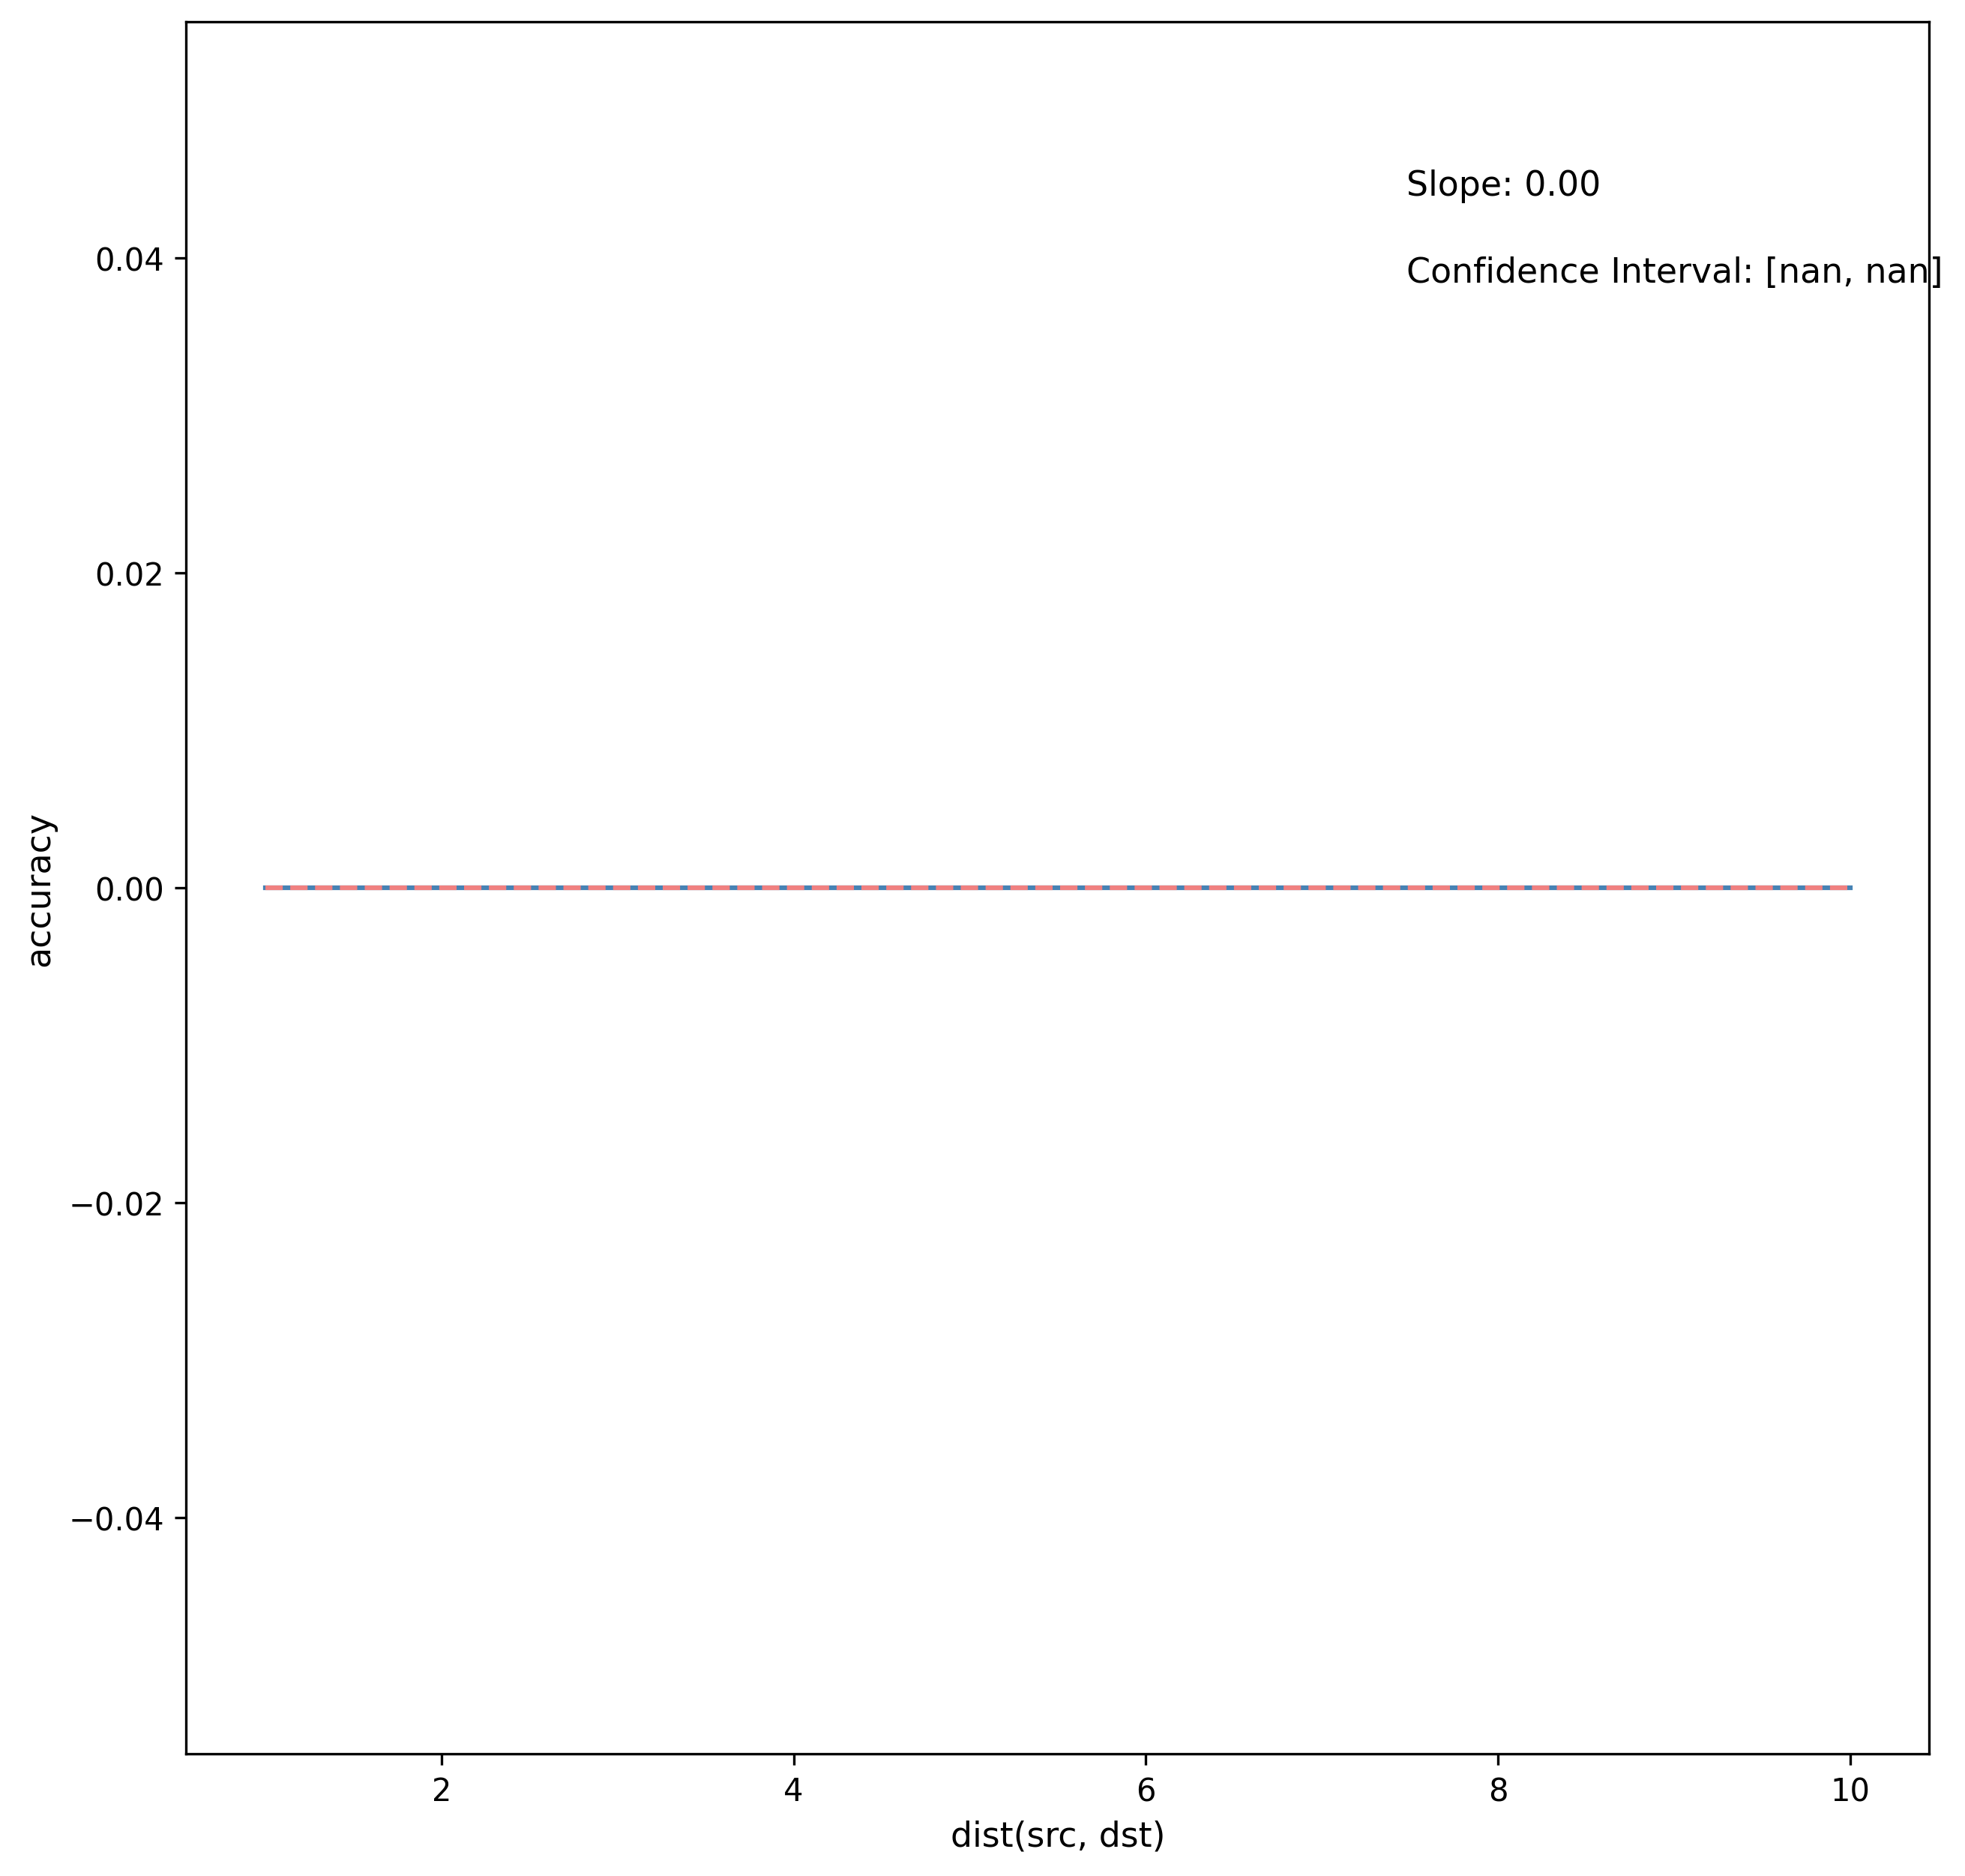 Slope: 0.00
Confidence Interval: [nan, nan]
0.04
0.02
0.00
−0.02
−0.04
accuracy
2 4 6 8 10
dist(src, dst)